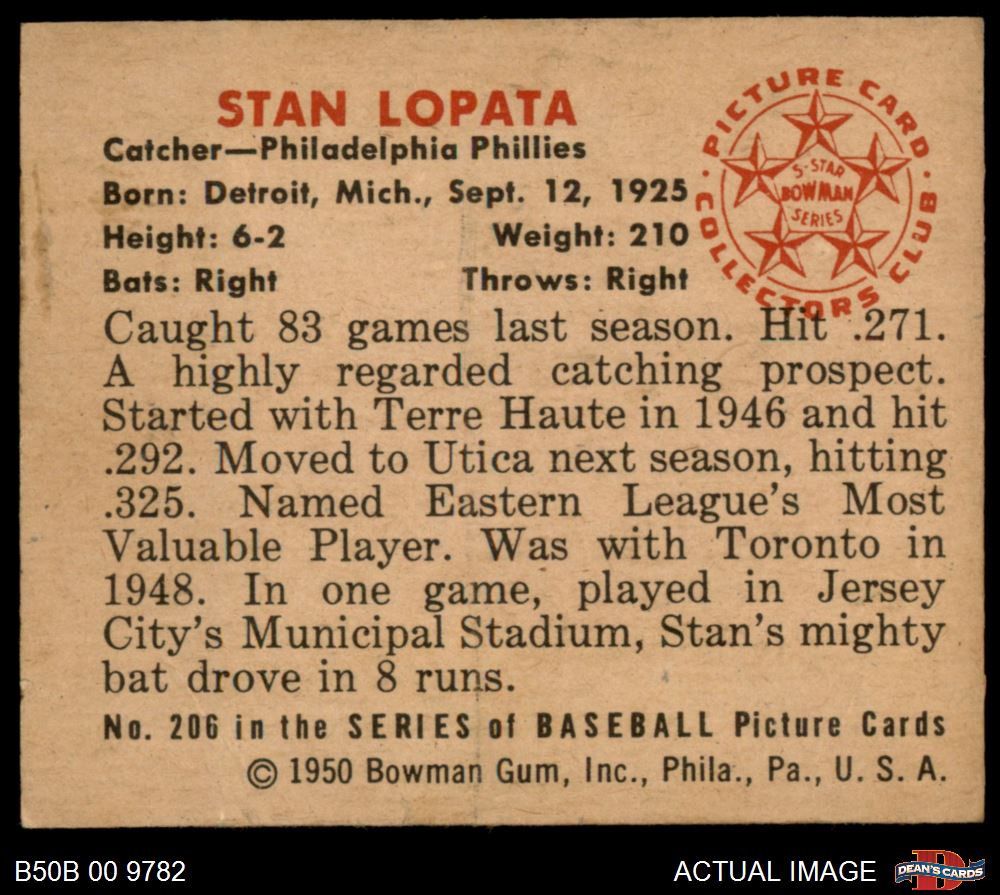 STAN LOPATA
Catcher—Philadelphia Phillies
Born: Detroit, Mich., Sept. 12, 1925
Height: 6-2 Weight: 210
Bats: Right Throws: Right
PICTURE CARD
COLLECTORS CLUB
5-STAR
BOWMAN
SERIES
Caught 83 games last season. Hit .271.
A highly regarded catching prospect.
Started with Terre Haute in 1946 and hit
.292. Moved to Utica next season, hitting
.325. Named Eastern League's Most
Valuable Player. Was with Toronto in
1948. In one game, played in Jersey
City's Municipal Stadium, Stan's mighty
bat drove in 8 runs.
No. 206 in the SERIES of BASEBALL Picture Cards
© 1950 Bowman Gum, Inc., Phila., Pa., U. S. A.
B50B 00 9782
ACTUAL IMAGE
D
DEAN'S CARDS